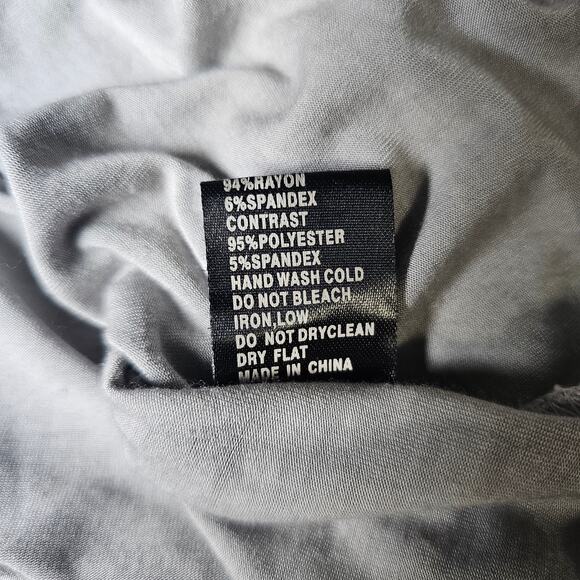 94%RAYON
6%SPANDEX
CONTRAST
95%POLYESTER
5%SPANDEX
HAND WASH COLD
DO NOT BLEACH
IRON,LOW
DO NOT DRYCLEAN
DRY FLAT
MADE IN CHINA